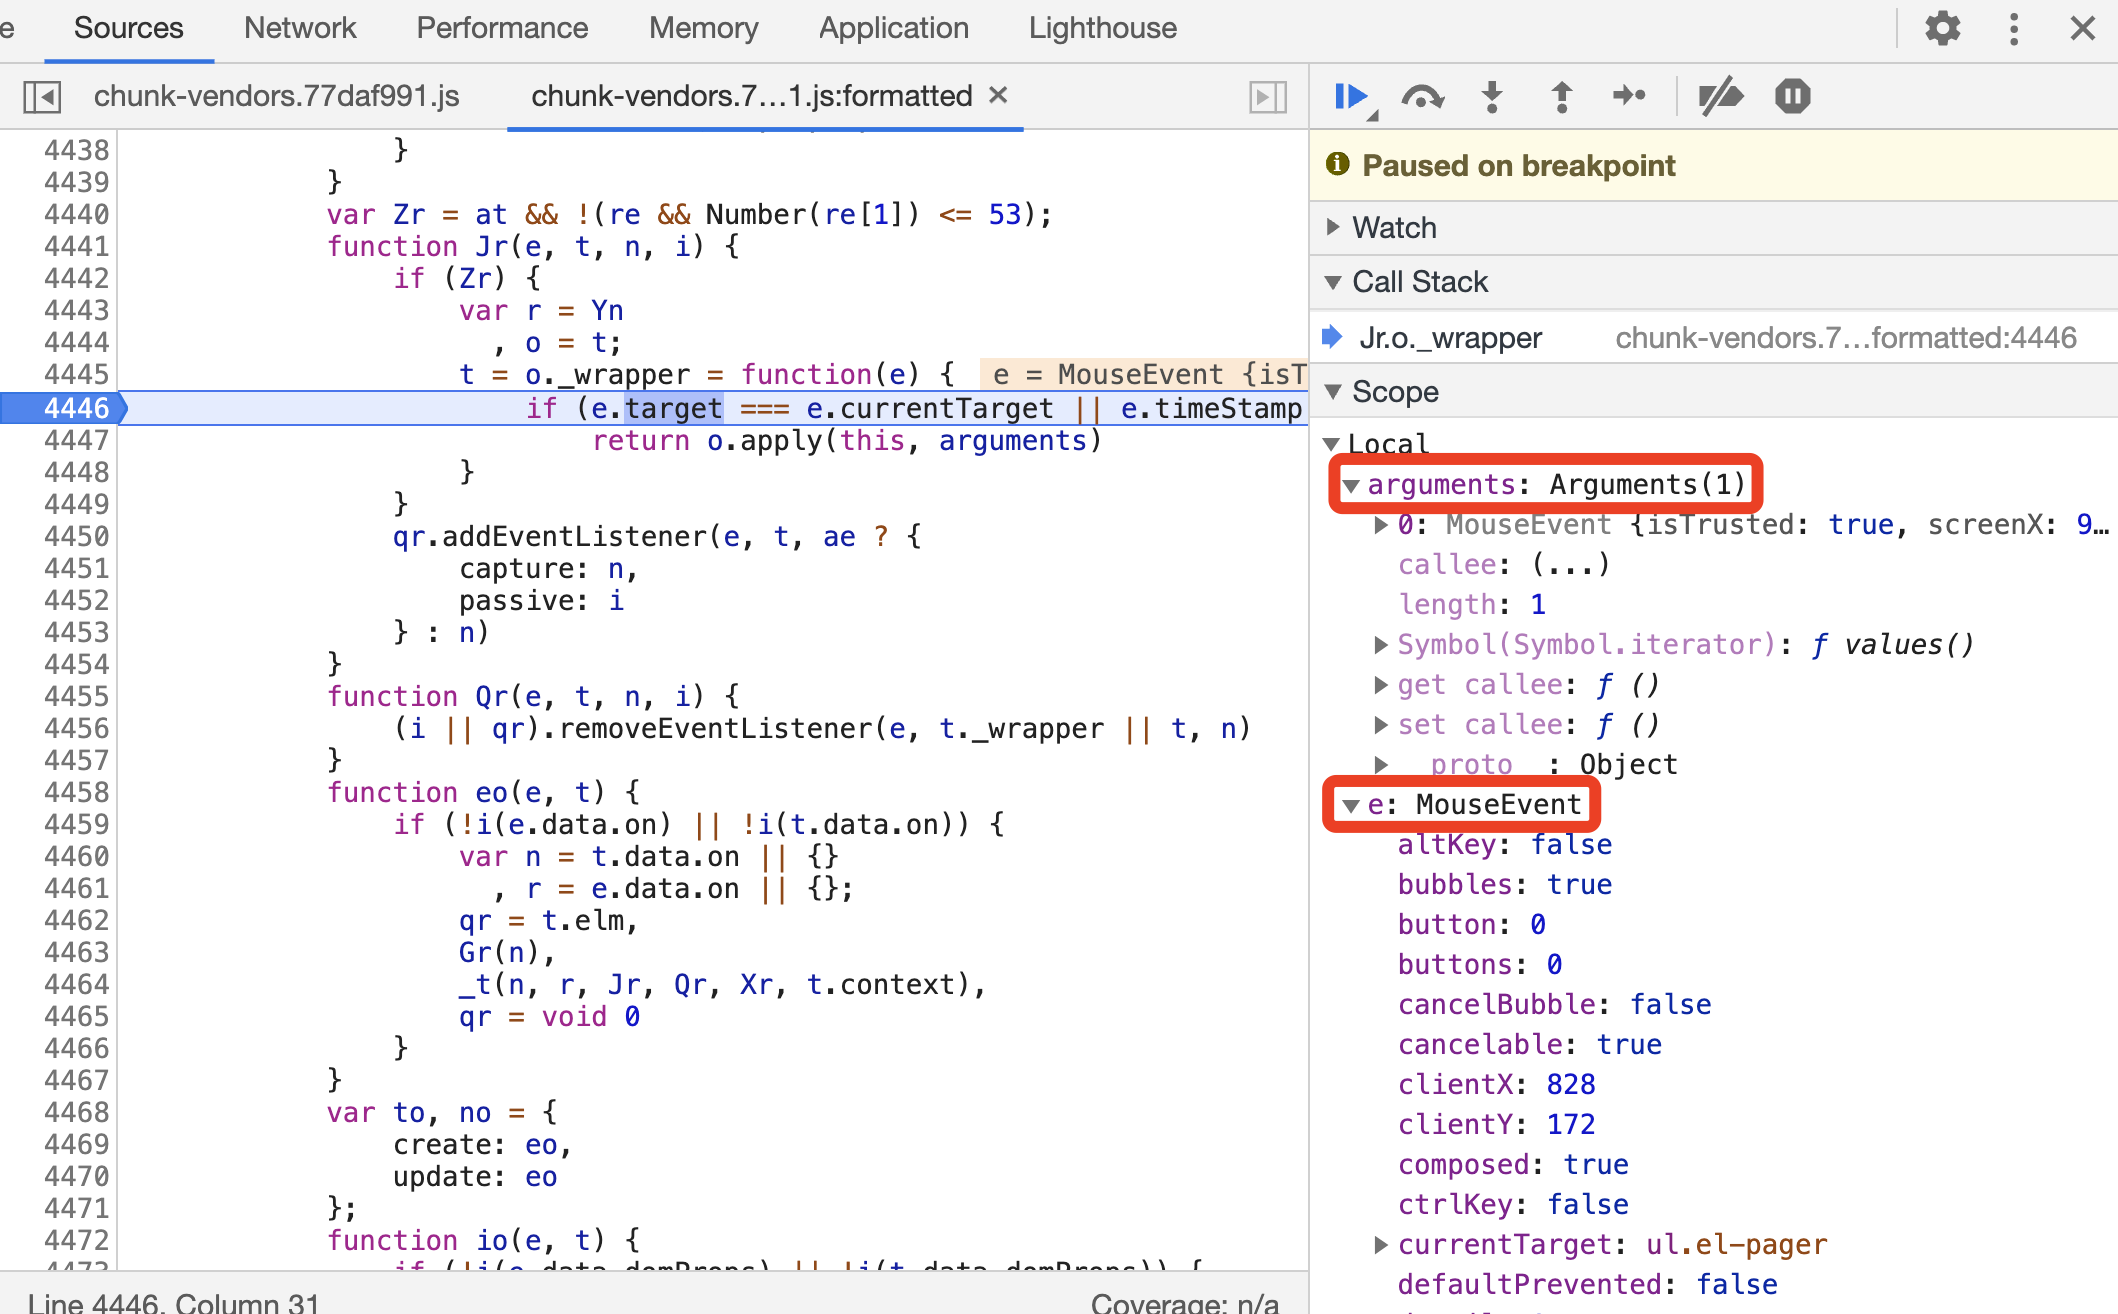 e Sources Network Performance Memory Application Lighthouse
chunk-vendors.77daf991.js chunk-vendors.7…1.js:formatted ×
4438 }
4439 }
4440 var Zr = at && !(re && Number(re[1]) <= 53);
4441 function Jr(e, t, n, i) {
4442 if (Zr) {
4443 var r = Yn
4444 , o = t;
4445 t = o._wrapper = function(e) { e = MouseEvent {isT
4446 if (e.target === e.currentTarget || e.timeStamp
4447 return o.apply(this, arguments)
4448 }
4449 }
4450 qr.addEventListener(e, t, ae ? {
4451 capture: n,
4452 passive: i
4453 } : n)
4454 }
4455 function Qr(e, t, n, i) {
4456 (i || qr).removeEventListener(e, t._wrapper || t, n)
4457 }
4458 function eo(e, t) {
4459 if (!i(e.data.on) || !i(t.data.on)) {
4460 var n = t.data.on || {}
4461 , r = e.data.on || {};
4462 qr = t.elm,
4463 Gr(n),
4464 _t(n, r, Jr, Qr, Xr, t.context),
4465 qr = void 0
4466 }
4467 }
4468 var to, no = {
4469 create: eo,
4470 update: eo
4471 };
4472 function io(e, t) {
4473 if (!i(e.data.domProps) || !i(t.data.domProps)) {
Line 4446, Column 31 Coverage: n/a
Paused on breakpoint
Watch
Call Stack
Jr.o._wrapper chunk-vendors.7…formatted:4446
Scope
Local
arguments: Arguments(1)
0: MouseEvent {isTrusted: true, screenX: 9…
callee: (...)
length: 1
Symbol(Symbol.iterator): ƒ values()
get callee: ƒ ()
set callee: ƒ ()
__proto__: Object
e: MouseEvent
altKey: false
bubbles: true
button: 0
buttons: 0
cancelBubble: false
cancelable: true
clientX: 828
clientY: 172
composed: true
ctrlKey: false
currentTarget: ul.el-pager
defaultPrevented: false